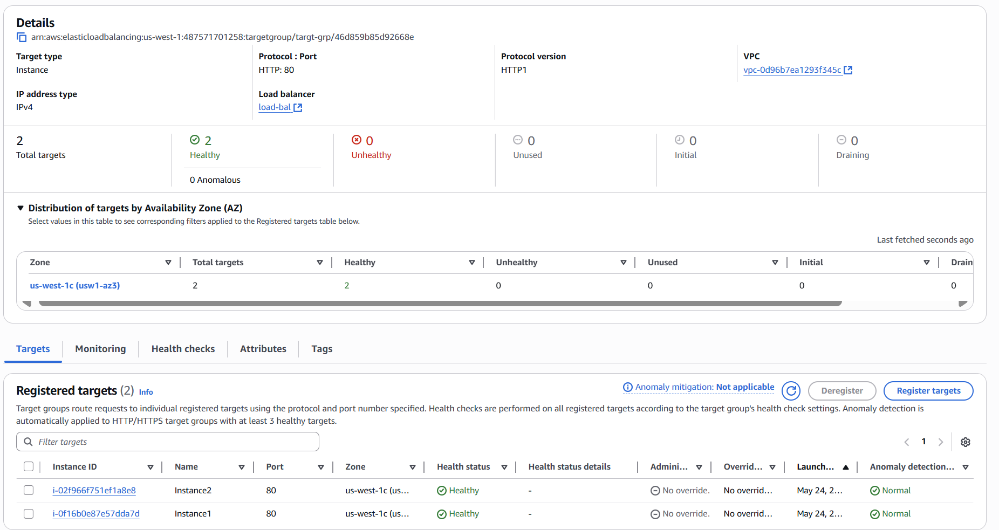 Details
arn:aws:elasticloadbalancing:us-west-1:487571701258:targetgroup/targt-grp/46d859b85d92668e
Target type
Instance
Protocol : Port
HTTP: 80
Protocol version
HTTP1
VPC
vpc-0d96b7ea1293f345c
IP address type
IPv4
Load balancer
load-bal
2
Total targets
2
Healthy
0 Anomalous
0
Unhealthy
0
Unused
0
Initial
0
Draining
Distribution of targets by Availability Zone (AZ)
Select values in this table to see corresponding filters applied to the Registered targets table below.
Last fetched seconds ago
Zone Total targets Healthy Unhealthy Unused Initial Drain
us-west-1c (usw1-az3) 2 2 0 0 0 0
Targets Monitoring Health checks Attributes Tags
Registered targets (2) Info
Anomaly mitigation: Not applicable
Deregister
Register targets
Target groups route requests to individual registered targets using the protocol and port number specified. Health checks are performed on all registered targets according to the target group's health check settings. Anomaly detection is
automatically applied to HTTP/HTTPS target groups with at least 3 healthy targets.
Filter targets
1
Instance ID Name Port Zone Health status Health status details Admini... Overrid... Launch... Anomaly detection...
i-02f966f751ef1a8e8 Instance2 80 us-west-1c (us... Healthy - No override. No overrid... May 24, 2... Normal
i-0f16b0e87e57dda7d Instance1 80 us-west-1c (us... Healthy - No override. No overrid... May 24, 2... Normal